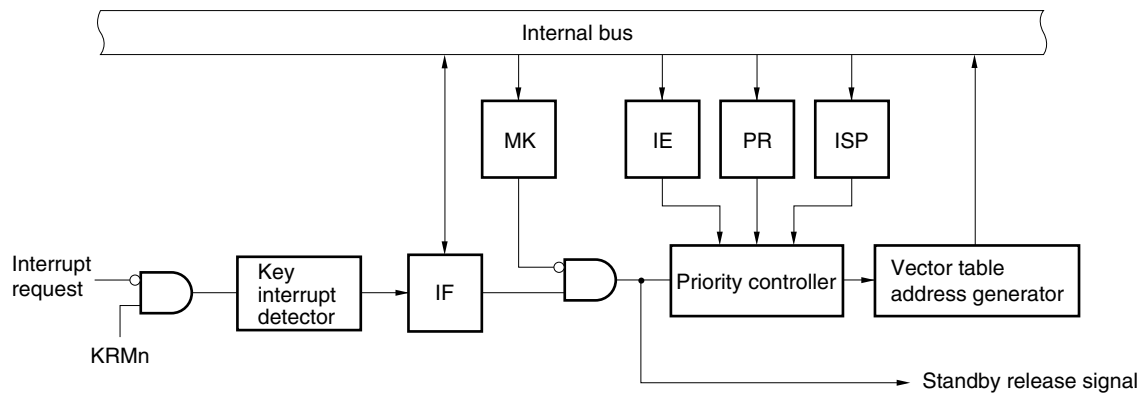 Internal bus
MK
IE
PR
ISP
Interrupt
request
Key
interrupt
detector
IF
Priority controller
Vector table
address generator
KRMn
Standby release signal